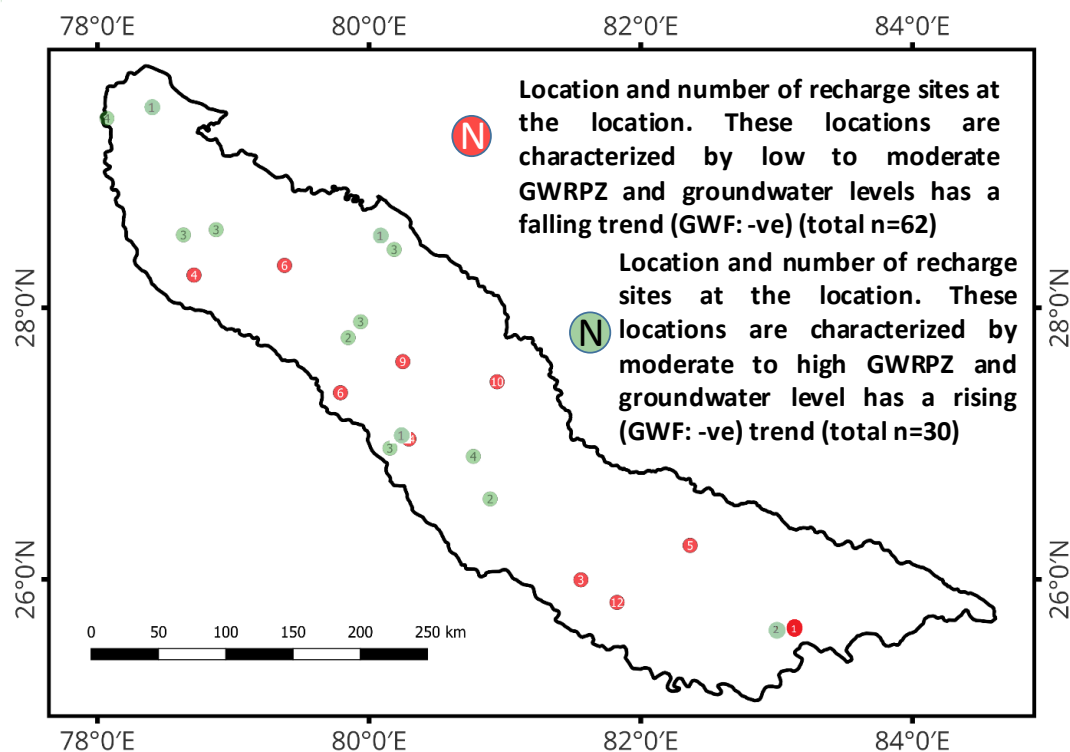 78°0′E 80°0′E 82°0′E 84°0′E
Location and number of recharge sites at
the location. These locations are
N characterized by low to moderate
GWRPZ and groundwater levels has a
falling trend (GWF: -ve) (total n=62)
Location and number of recharge
sites at the location. These
N locations are characterized by
moderate to high GWRPZ and
groundwater level has a rising
(GWF: -ve) trend (total n=30)
28°0′N
28°0′N
26°0′N
26°0′N
1
4
3
3
1
3
4
6
3
2
9
10
6
1
3
4
2
5
3
12
2
1
0 50 100 150 200 250 km
78°0′E 80°0′E 82°0′E 84°0′E